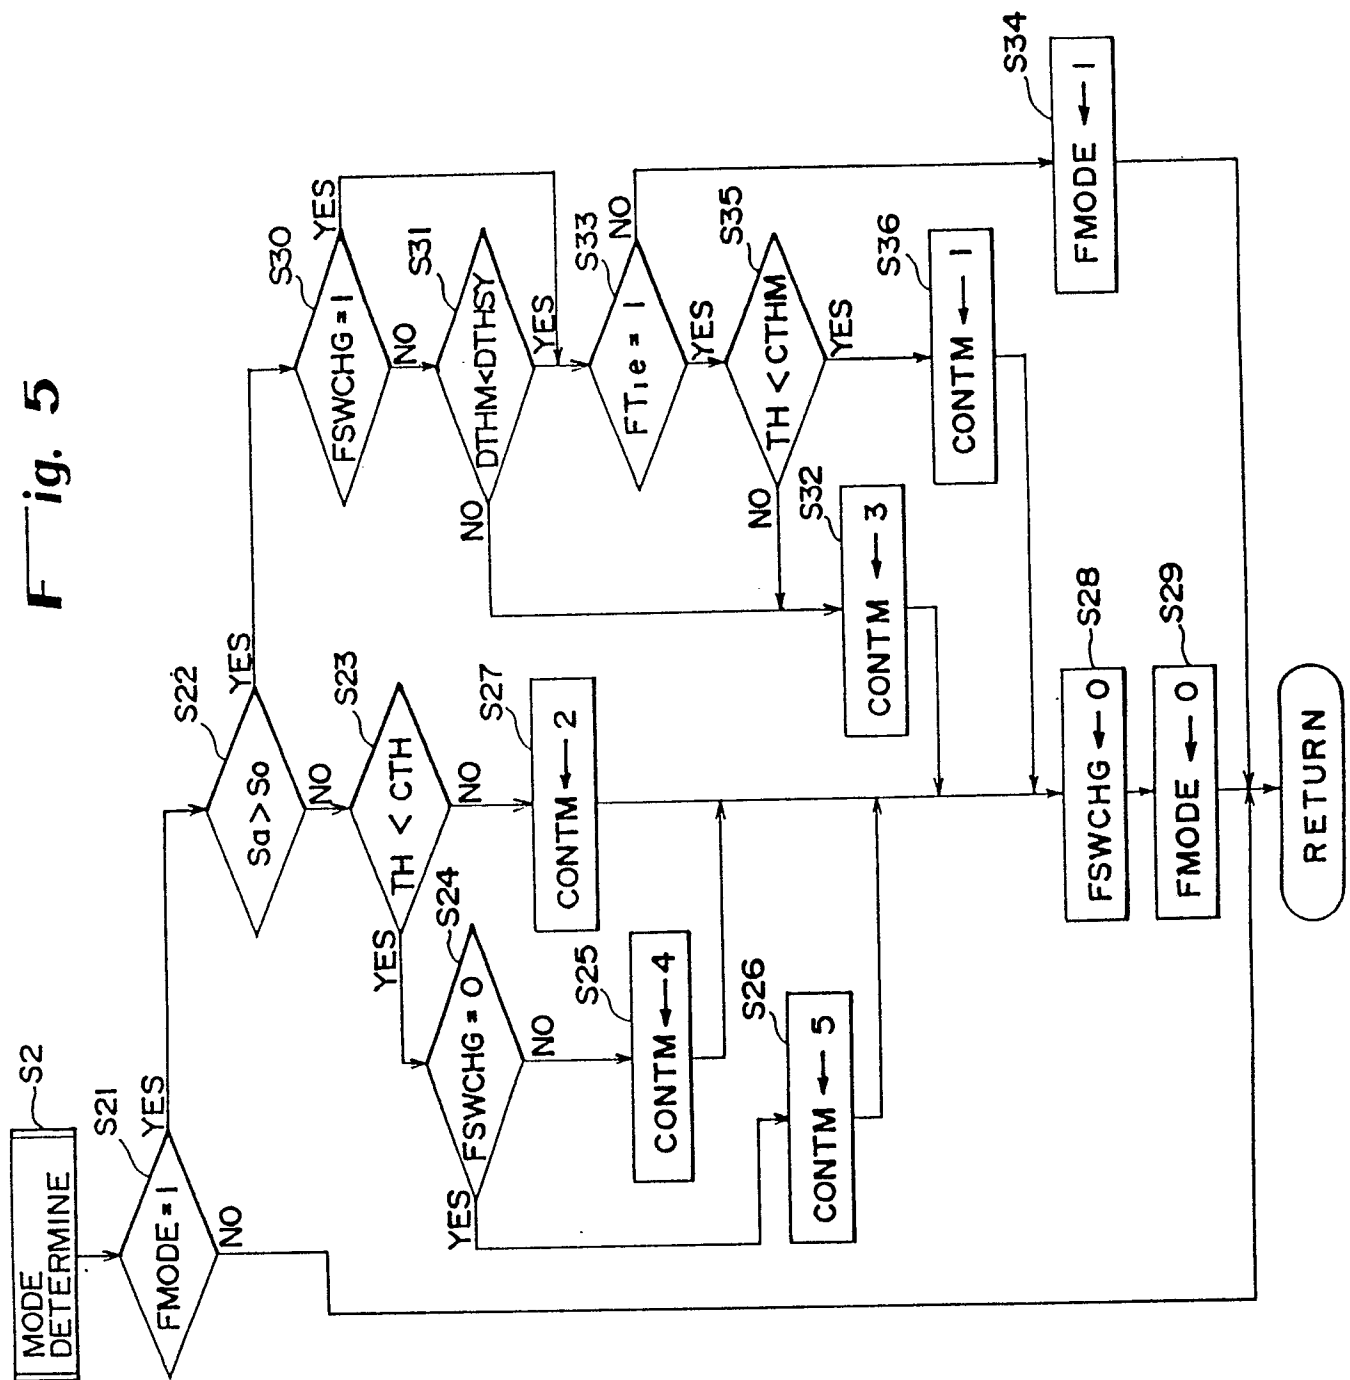 Fig. 5
MODE
DETERMINE
S2
FMODE = 1
S21
YES
NO
Sa > So
S22
YES
NO
TH < CTH
S23
YES
NO
FSWCHG = 0
S24
YES
NO
CONTM ← 4
S25
CONTM ← 5
S26
CONTM ← 2
S27
FSWCHG = 1
S30
YES
NO
DTHM < DTHSY
S31
YES
NO
FT1e = 1
S33
NO
YES
TH < CTHM
S35
NO
YES
CONTM ← 3
S32
CONTM ← 1
S36
FMODE ← 1
S34
FSWCHG ← 0
S28
FMODE ← 0
S29
RETURN